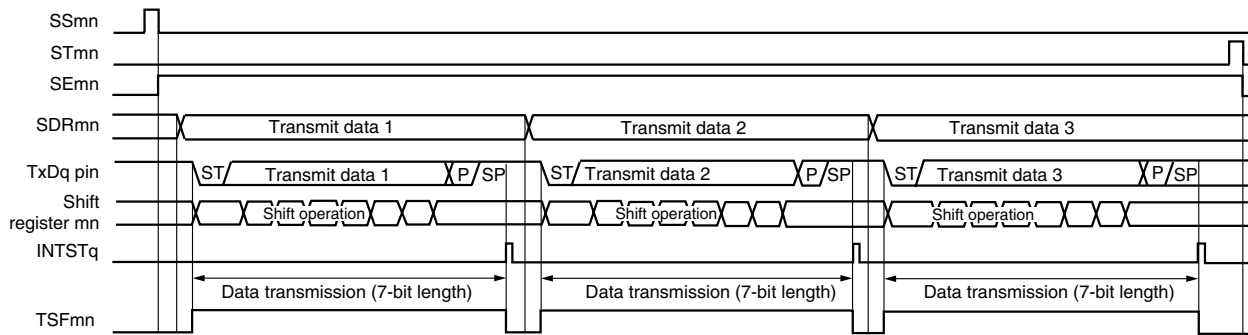 SSmn
STmn
SEmn
SDRmn Transmit data 1 Transmit data 2 Transmit data 3
TxDq pin ST Transmit data 1 P SP ST Transmit data 2 P SP ST Transmit data 3 P SP
Shift
register mn Shift operation Shift operation Shift operation
INTSTq
Data transmission (7-bit length) Data transmission (7-bit length) Data transmission (7-bit length)
TSFmn